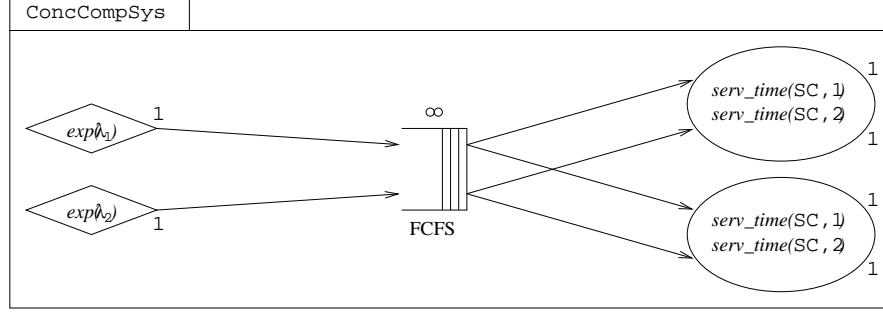 ConcCompSys
exp(λ1)
1
exp(λ2)
1
∞
FCFS
serv_time(SC,1)
serv_time(SC,2)
1
1
serv_time(SC,1)
serv_time(SC,2)
1
1